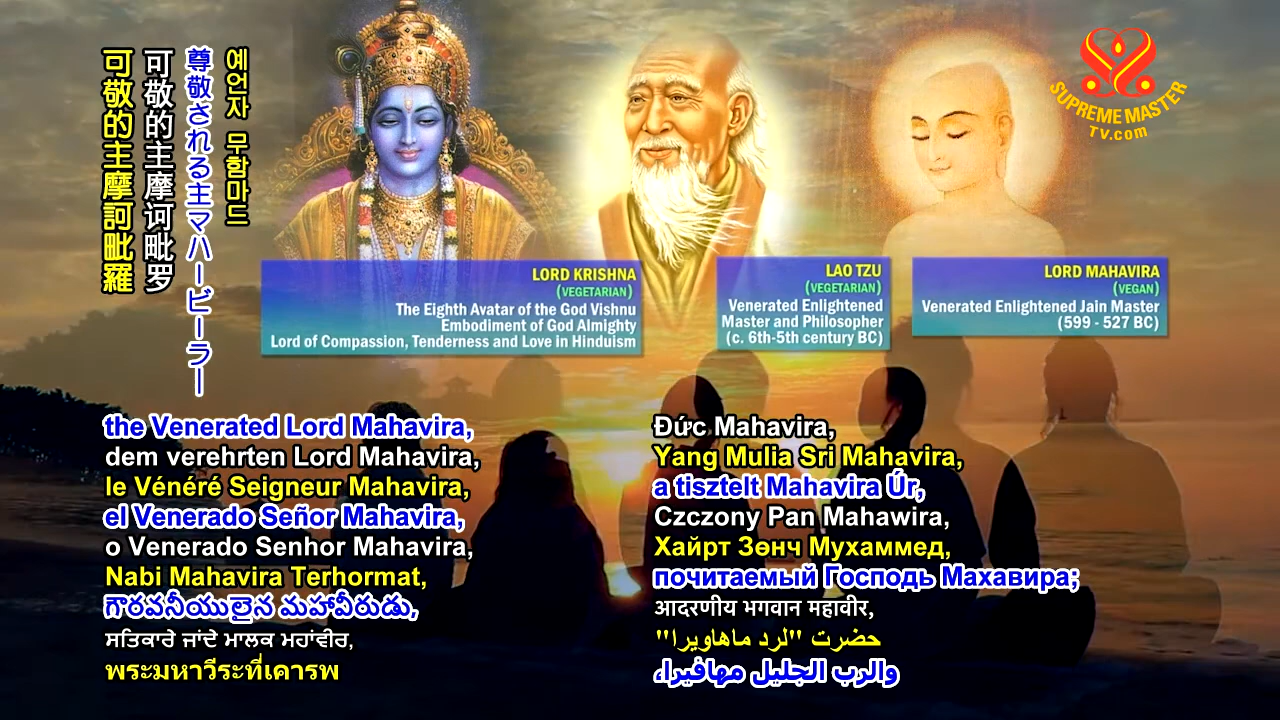 예언자 무함마드
尊敬される主マハービーラー
可敬的主摩诃毗罗
可敬的主摩訶毗羅
SUPREME MASTER
TV.com
LORD KRISHNA
(VEGETARIAN)
The Eighth Avatar of the God Vishnu
Embodiment of God Almighty
Lord of Compassion, Tenderness and Love in Hinduism
LAO TZU
(VEGETARIAN)
Venerated Enlightened
Master and Philosopher
(c. 6th-5th century BC)
LORD MAHAVIRA
(VEGAN)
Venerated Enlightened Jain Master
(599 - 527 BC)
the Venerated Lord Mahavira,
dem verehrten Lord Mahavira,
le Vénéré Seigneur Mahavira,
el Venerado Señor Mahavira,
o Venerado Senhor Mahavira,
Nabi Mahavira Terhormat,
గౌరవనీయులైన మహావీరుడు,
ਸਤਿਕਾਰੇ ਜਾਂਦੇ ਮਾਲਕ ਮਹਾਂਵੀਰ,
พระมหาวีระที่เคารพ
Đức Mahavira,
Yang Mulia Sri Mahavira,
a tisztelt Mahavira Úr,
Czczony Pan Mahawira,
Хайрт Зөнч Мухаммед,
почитаемый Господь Махавира;
आदरणीय भगवान महावीर,
حضرت "لرد ماهاویرا"
والرب الجليل مهافيرا،